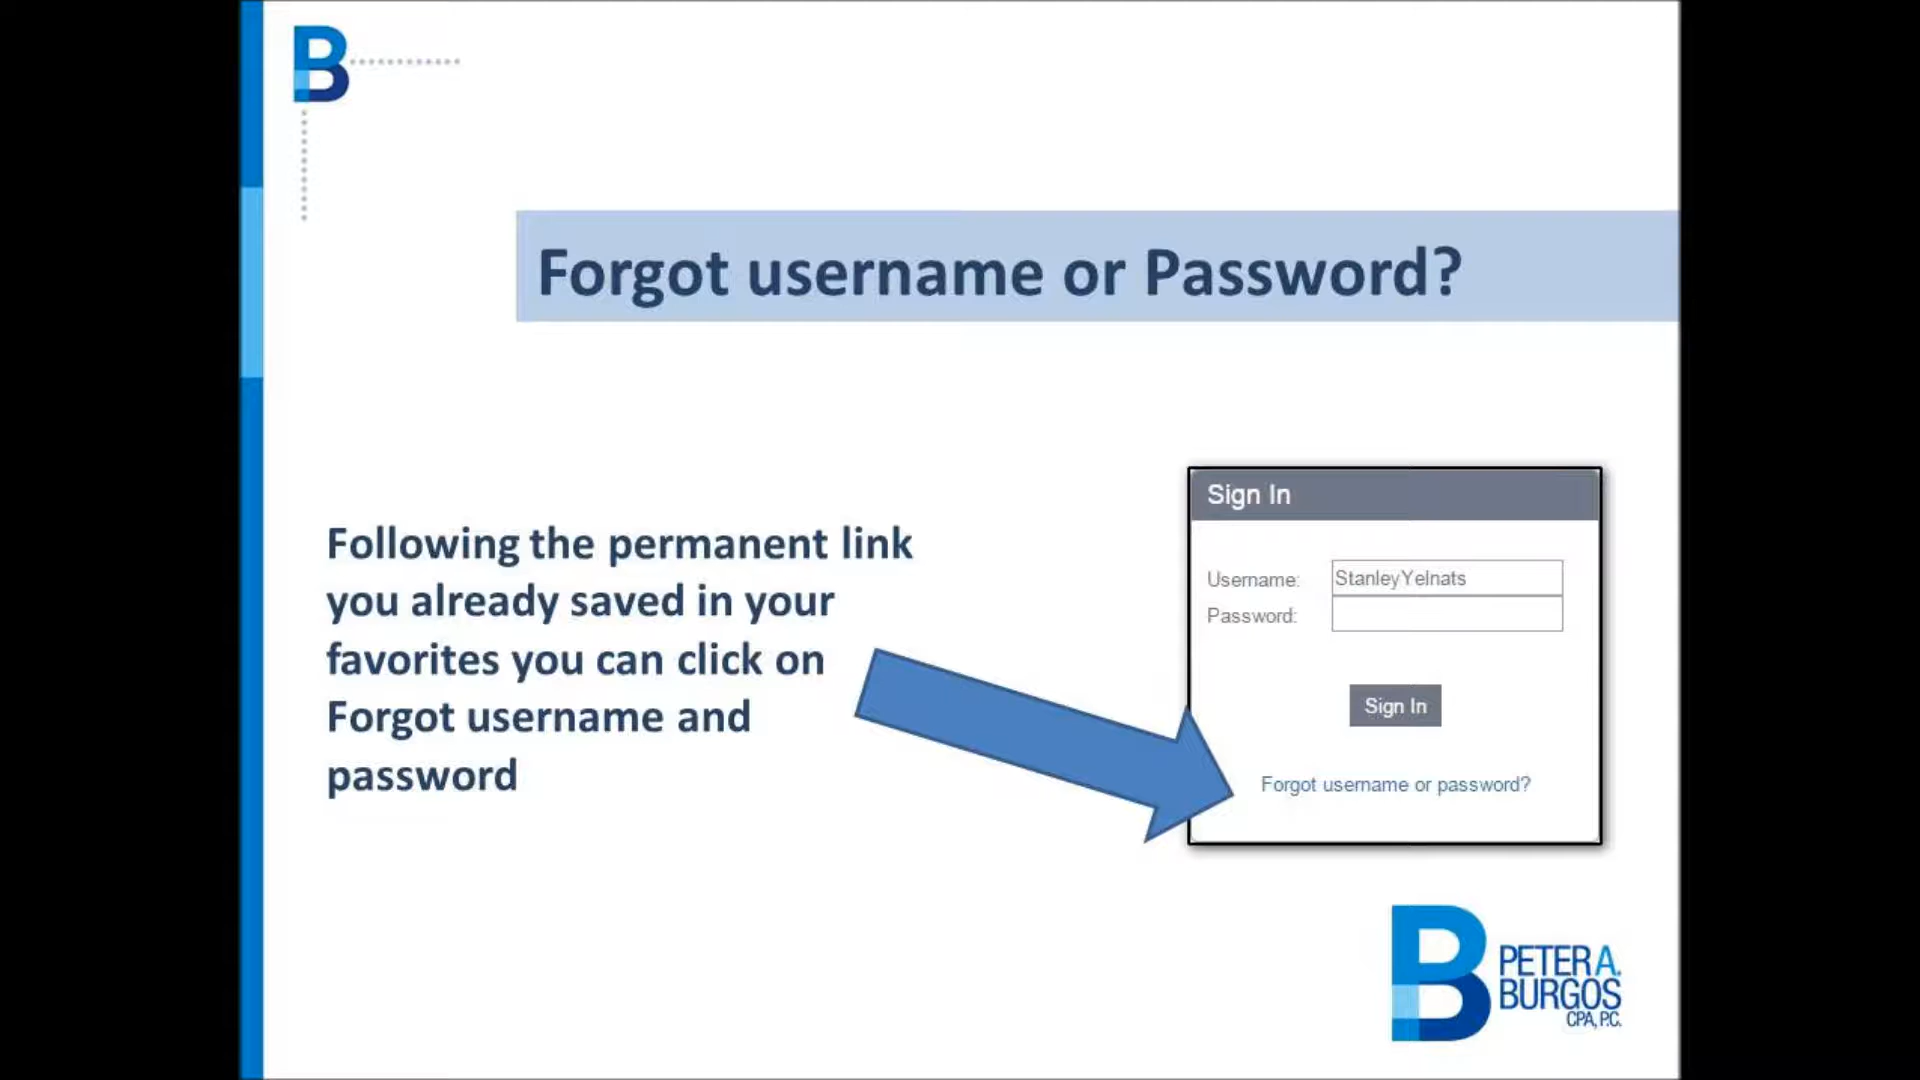 B
Forgot username or Password?
Following the permanent link
you already saved in your
favorites you can click on
Forgot username and
password
Sign In
Username: StanleyYelnats
Password:
Sign In
Forgot username or password?
B PETER A.
BURGOS
CPA, P.C.